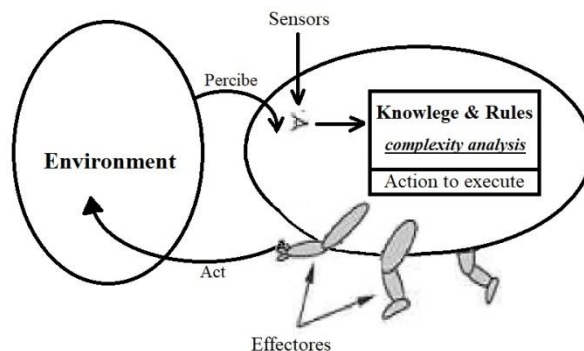 Sensors
Percibe
Knowlege & Rules
complexity analysis
Action to execute
Environment
Act
Effectores